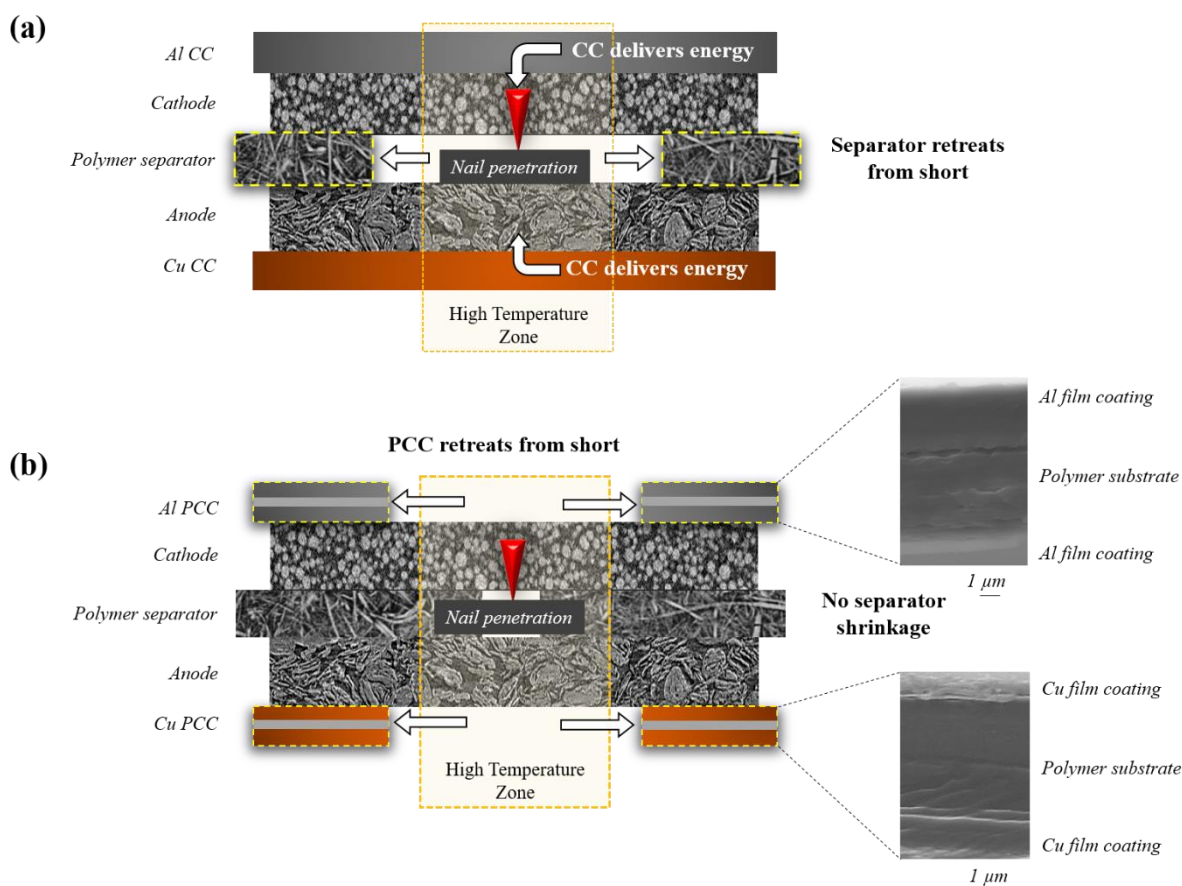 (a)
Al CC
CC delivers energy
Cathode
Polymer separator
Nail penetration
Separator retreats
from short
Anode
Cu CC
CC delivers energy
High Temperature
Zone
(b)
PCC retreats from short
Al PCC
Cathode
Polymer separator
Nail penetration
No separator
shrinkage
Anode
Cu PCC
High Temperature
Zone
Al film coating
Polymer substrate
Al film coating
1 μm
Cu film coating
Polymer substrate
Cu film coating
1 μm